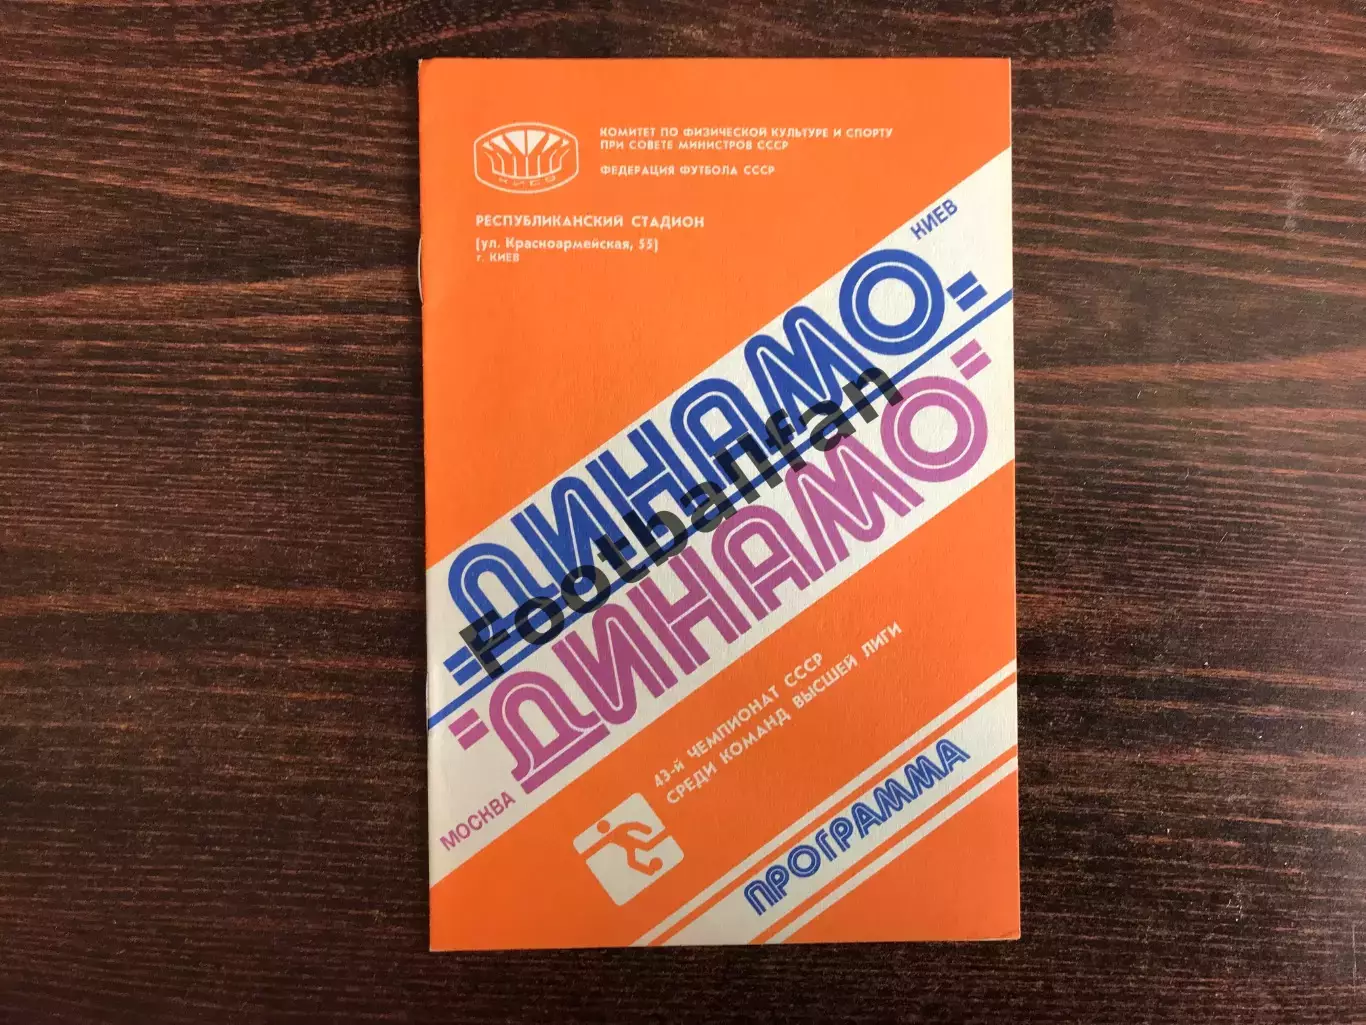 КОМИТЕТ ПО ФИЗИЧЕСКОЙ КУЛЬТУРЕ И СПОРТУ
ПРИ СОВЕТЕ МИНИСТРОВ СССР
ФЕДЕРАЦИЯ ФУТБОЛА СССР
КИЕВ
РЕСПУБЛИКАНСКИЙ СТАДИОН
(ул. Красноармейская, 55)
г. КИЕВ
КИЕВ
"ДИНАМО"
"ДИНАМО"
МОСКВА
Footbanfan
43-й ЧЕМПИОНАТ СССР
СРЕДИ КОМАНД ВЫСШЕЙ ЛИГИ
ПРОГРАММА